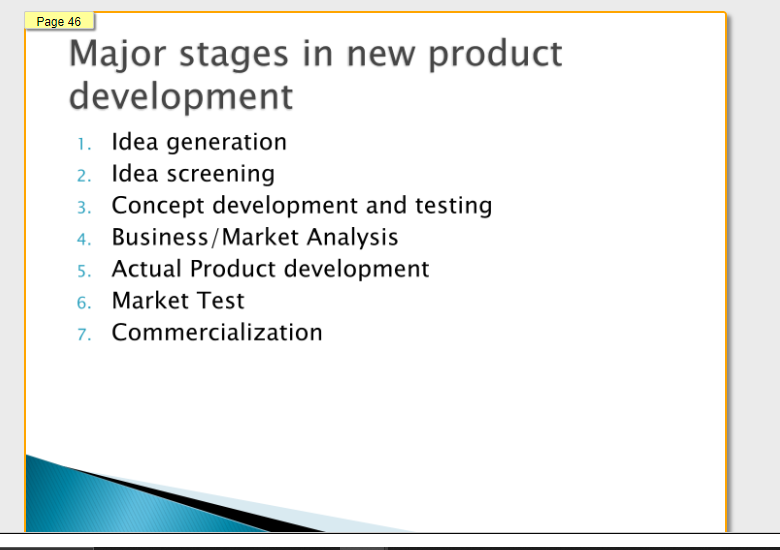 Page 46
Major stages in new product
development
1. Idea generation
2. Idea screening
3. Concept development and testing
4. Business/Market Analysis
5. Actual Product development
6. Market Test
7. Commercialization